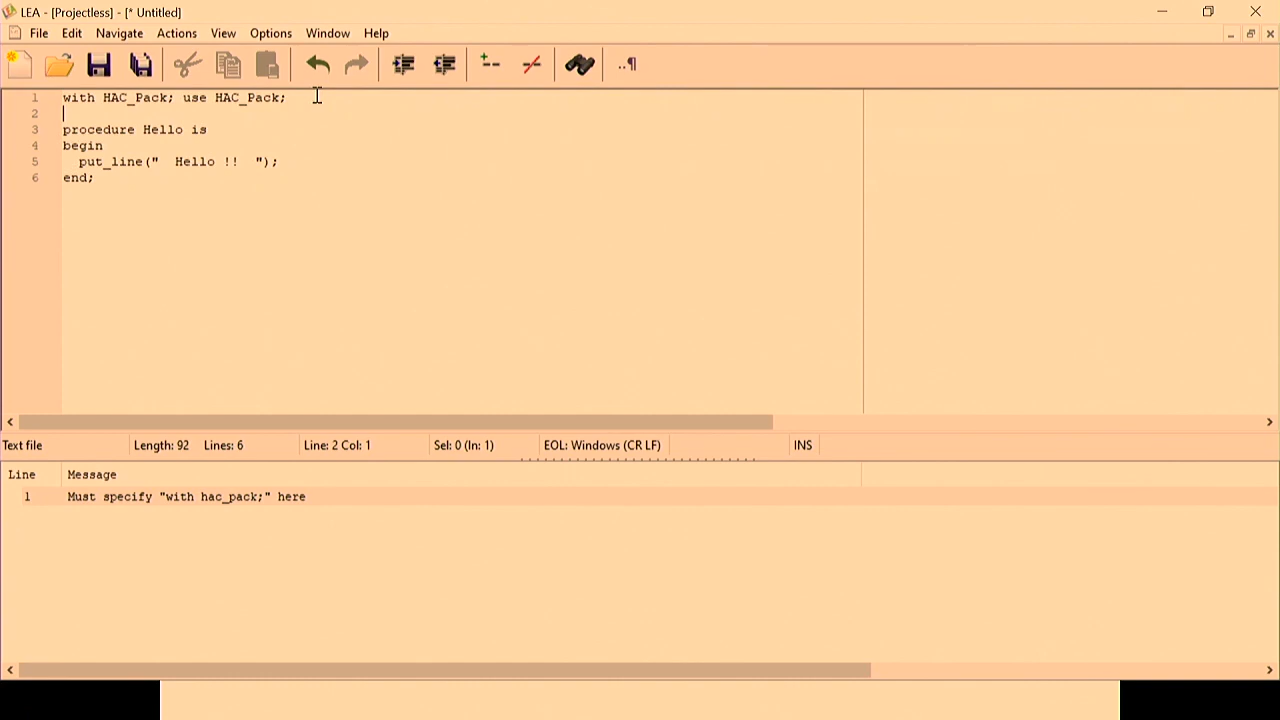 LEA - [Projectless] - [* Untitled]
File Edit Navigate Actions View Options Window Help
1 with HAC_Pack; use HAC_Pack;
2
3 procedure Hello is
4 begin
5 put_line("  Hello !!  ");
6 end;
Text file Length: 92 Lines: 6 Line: 2 Col: 1 Sel: 0 (ln: 1) EOL: Windows (CR LF) INS
Line Message
1 Must specify "with hac_pack;" here